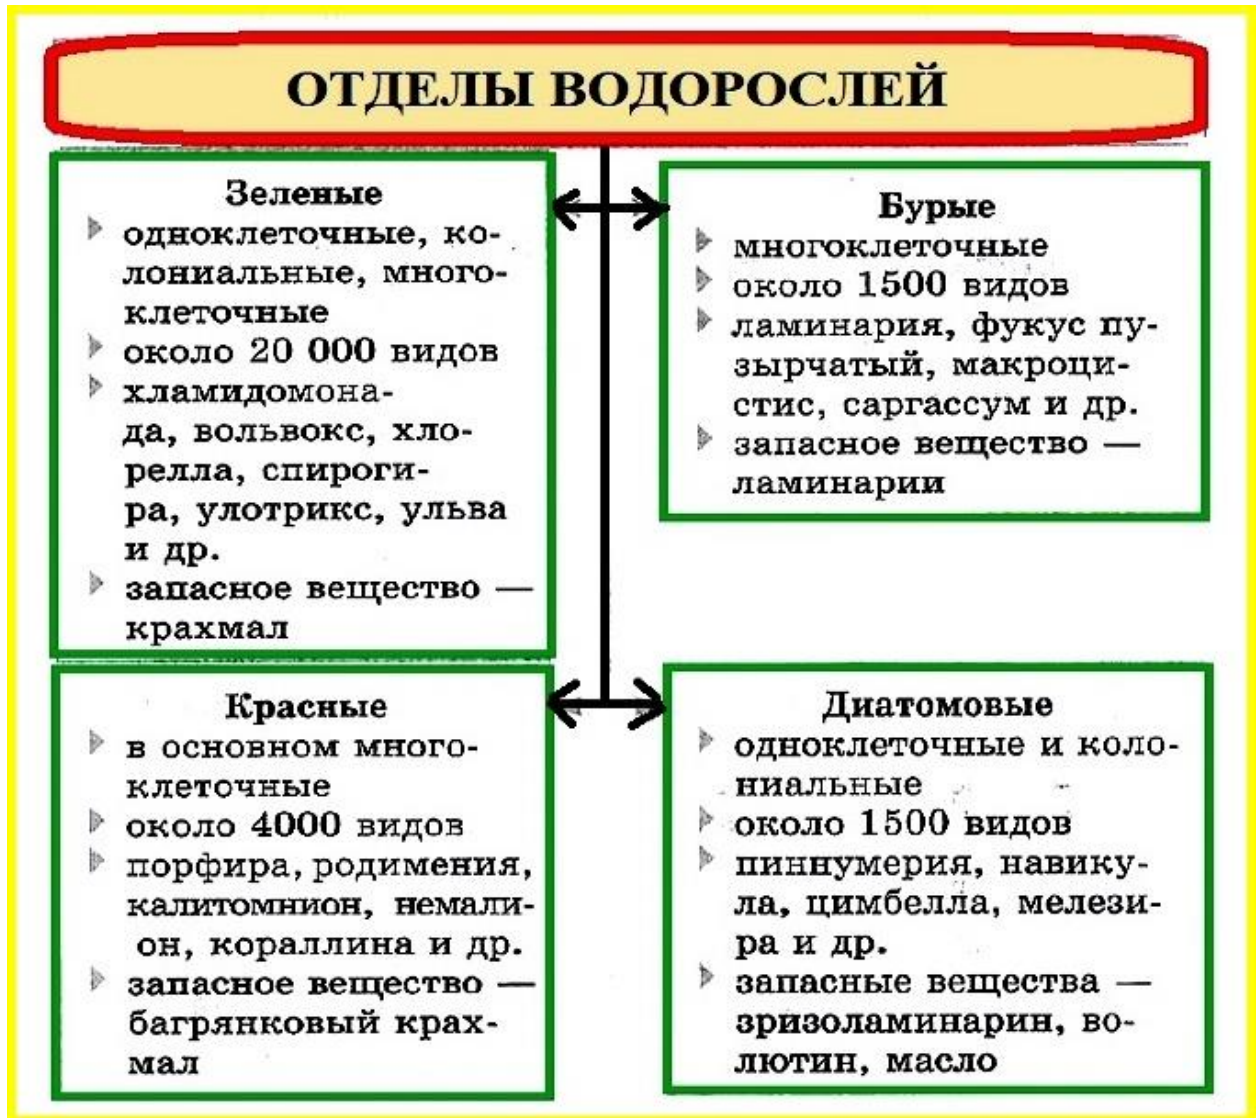 ОТДЕЛЫ ВОДОРОСЛЕЙ
Зеленые
одноклеточные, ко-
лониальные, много-
клеточные
около 20 000 видов
хламидомона-
да, вольвокс, хло-
релла, спироги-
ра, улотрикс, ульва
и др.
запасное вещество —
крахмал
Бурые
многоклеточные
около 1500 видов
ламинария, фукус пу-
зырчатый, макроци-
стис, саргассум и др.
запасное вещество —
ламинарии
Красные
в основном много-
клеточные
около 4000 видов
порфира, родимения,
калитомнион, немали-
он, кораллина и др.
запасное вещество —
багрянковый крах-
мал
Диатомовые
одноклеточные и коло-
ниальные
около 1500 видов
пиннумерия, навику-
ла, цимбелла, мелези-
ра и др.
запасные вещества —
зризоламинарин, во-
лютин, масло